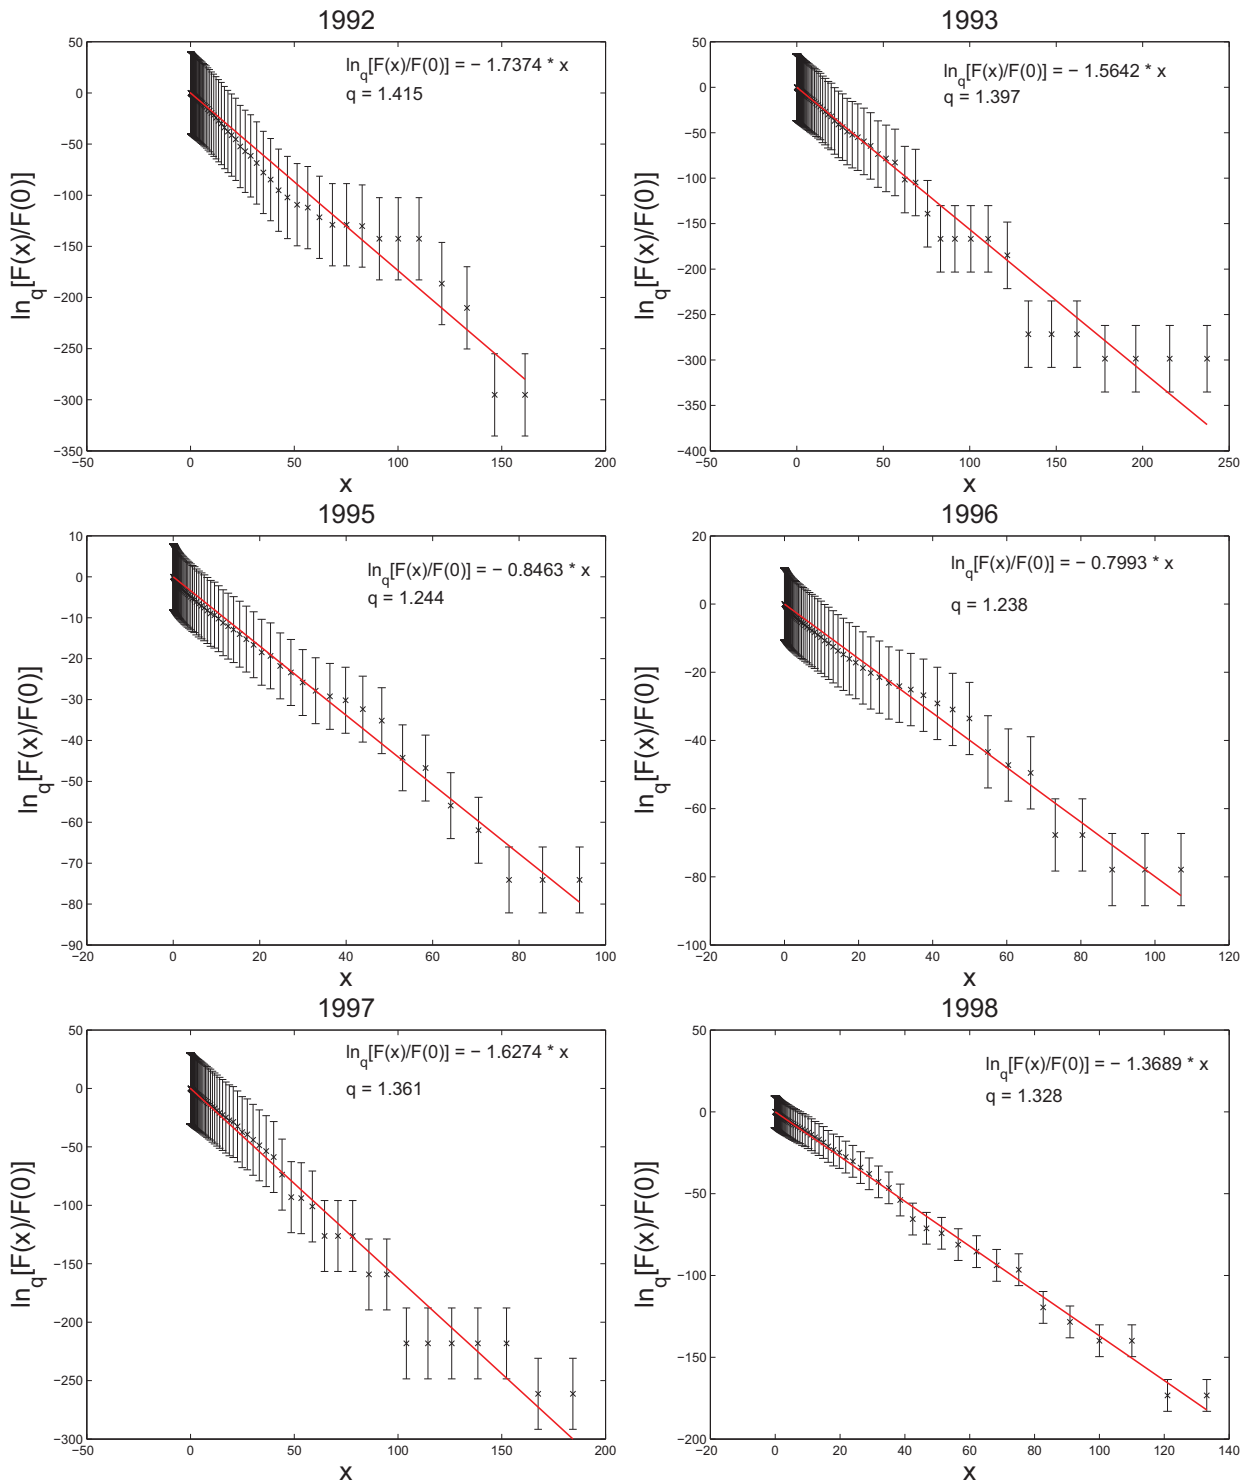 1992
ln_q[F(x)/F(0)] = − 1.7374 * x
q = 1.415
50
0
−50
−100
−150
−200
−250
−300
−350
−50 0 50 100 150 200
ln_q[F(x)/F(0)]
x
1993
ln_q[F(x)/F(0)] = − 1.5642 * x
q = 1.397
50
0
−50
−100
−150
−200
−250
−300
−350
−400
−50 0 50 100 150 200 250
ln_q[F(x)/F(0)]
x
1995
ln_q[F(x)/F(0)] = − 0.8463 * x
q = 1.244
10
0
−10
−20
−30
−40
−50
−60
−70
−80
−90
−20 0 20 40 60 80 100
ln_q[F(x)/F(0)]
x
1996
ln_q[F(x)/F(0)] = − 0.7993 * x
q = 1.238
20
0
−20
−40
−60
−80
−100
−20 0 20 40 60 80 100 120
ln_q[F(x)/F(0)]
x
1997
ln_q[F(x)/F(0)] = − 1.6274 * x
q = 1.361
50
0
−50
−100
−150
−200
−250
−300
−50 0 50 100 150 200
ln_q[F(x)/F(0)]
x
1998
ln_q[F(x)/F(0)] = − 1.3689 * x
q = 1.328
50
0
−50
−100
−150
−200
−20 0 20 40 60 80 100 120 140
ln_q[F(x)/F(0)]
x